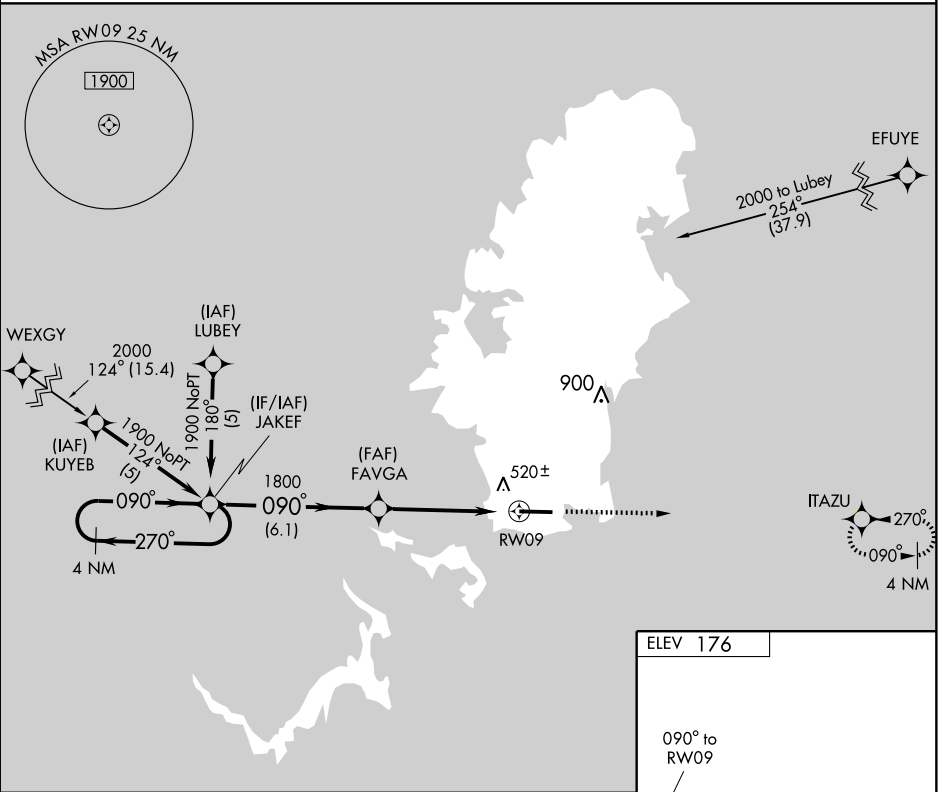 MSA RW09 25 NM
1900
EFUYE
2000 to Lubey
254°
(37.9)
(IAF)
LUBEY
WEXGY
2000
124° (15.4)
1900 NoPT
180°
(5)
(IF/IAF)
JAKEF
900
(IAF)
KUYEB
1900 NoPT
124°
(5)
(FAF)
FAVGA
1800
090°
(6.1)
520±
090°
270°
4 NM
RW09
ITAZU
270°
090°
4 NM
ELEV 176
090° to
RW09